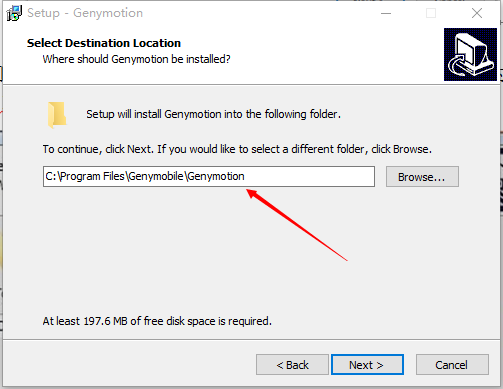 Setup - Genymotion
Select Destination Location
Where should Genymotion be installed?
Setup will install Genymotion into the following folder.
To continue, click Next. If you would like to select a different folder, click Browse.
C:\Program Files\Genymobile\Genymotion
Browse...
At least 197.6 MB of free disk space is required.
< Back
Next >
Cancel